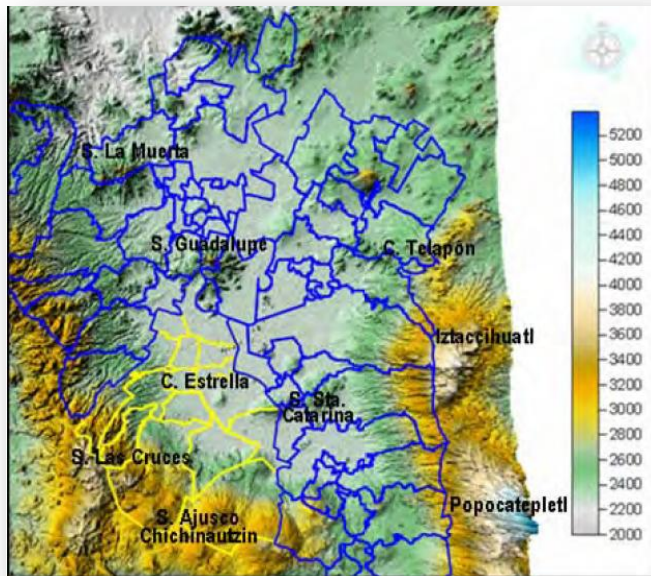 S. La Muerta
S. Guadalupe
C. Telapón
Iztaccihuatl
C. Estrella
S. Sta.
Catarina
S. Las Cruces
Popocatepletl
S. Ajusco
Chichinautzin
5200
5000
4800
4600
4400
4200
4000
3800
3600
3400
3200
3000
2800
2600
2400
2200
2000